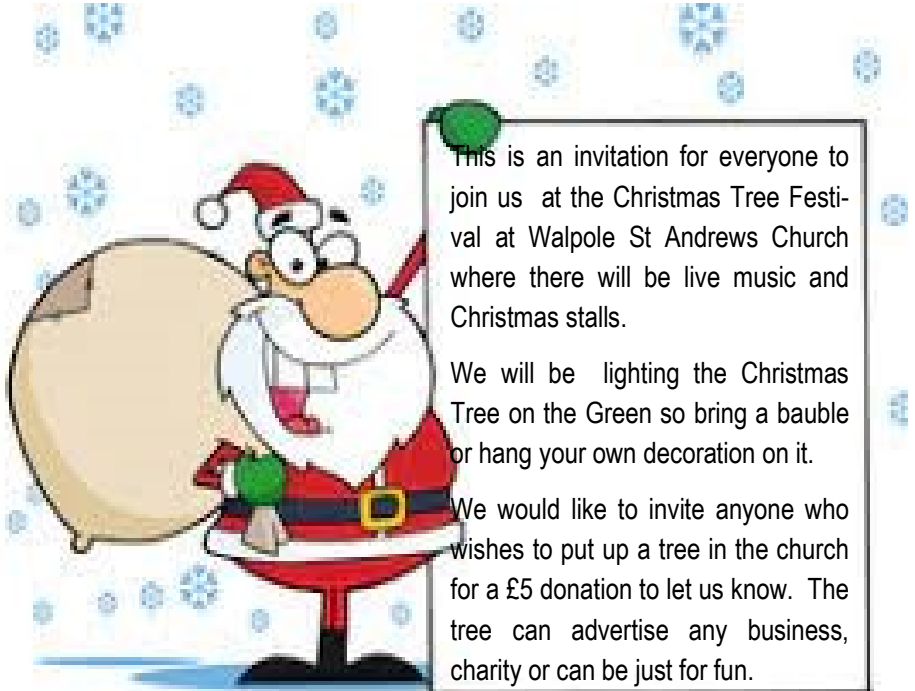 This is an invitation for everyone to
join us at the Christmas Tree Festi-
val at Walpole St Andrews Church
where there will be live music and
Christmas stalls.
We will be lighting the Christmas
Tree on the Green so bring a bauble
or hang your own decoration on it.
We would like to invite anyone who
wishes to put up a tree in the church
for a £5 donation to let us know. The
tree can advertise any business,
charity or can be just for fun.